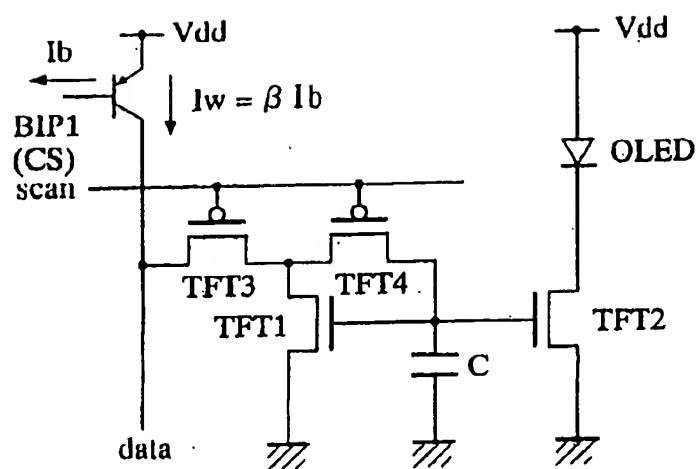 Vdd
Vdd
Ib
Iw = β Ib
BIP1
(CS)
OLED
scan
TFT3
TFT4
TFT1
TFT2
C
data